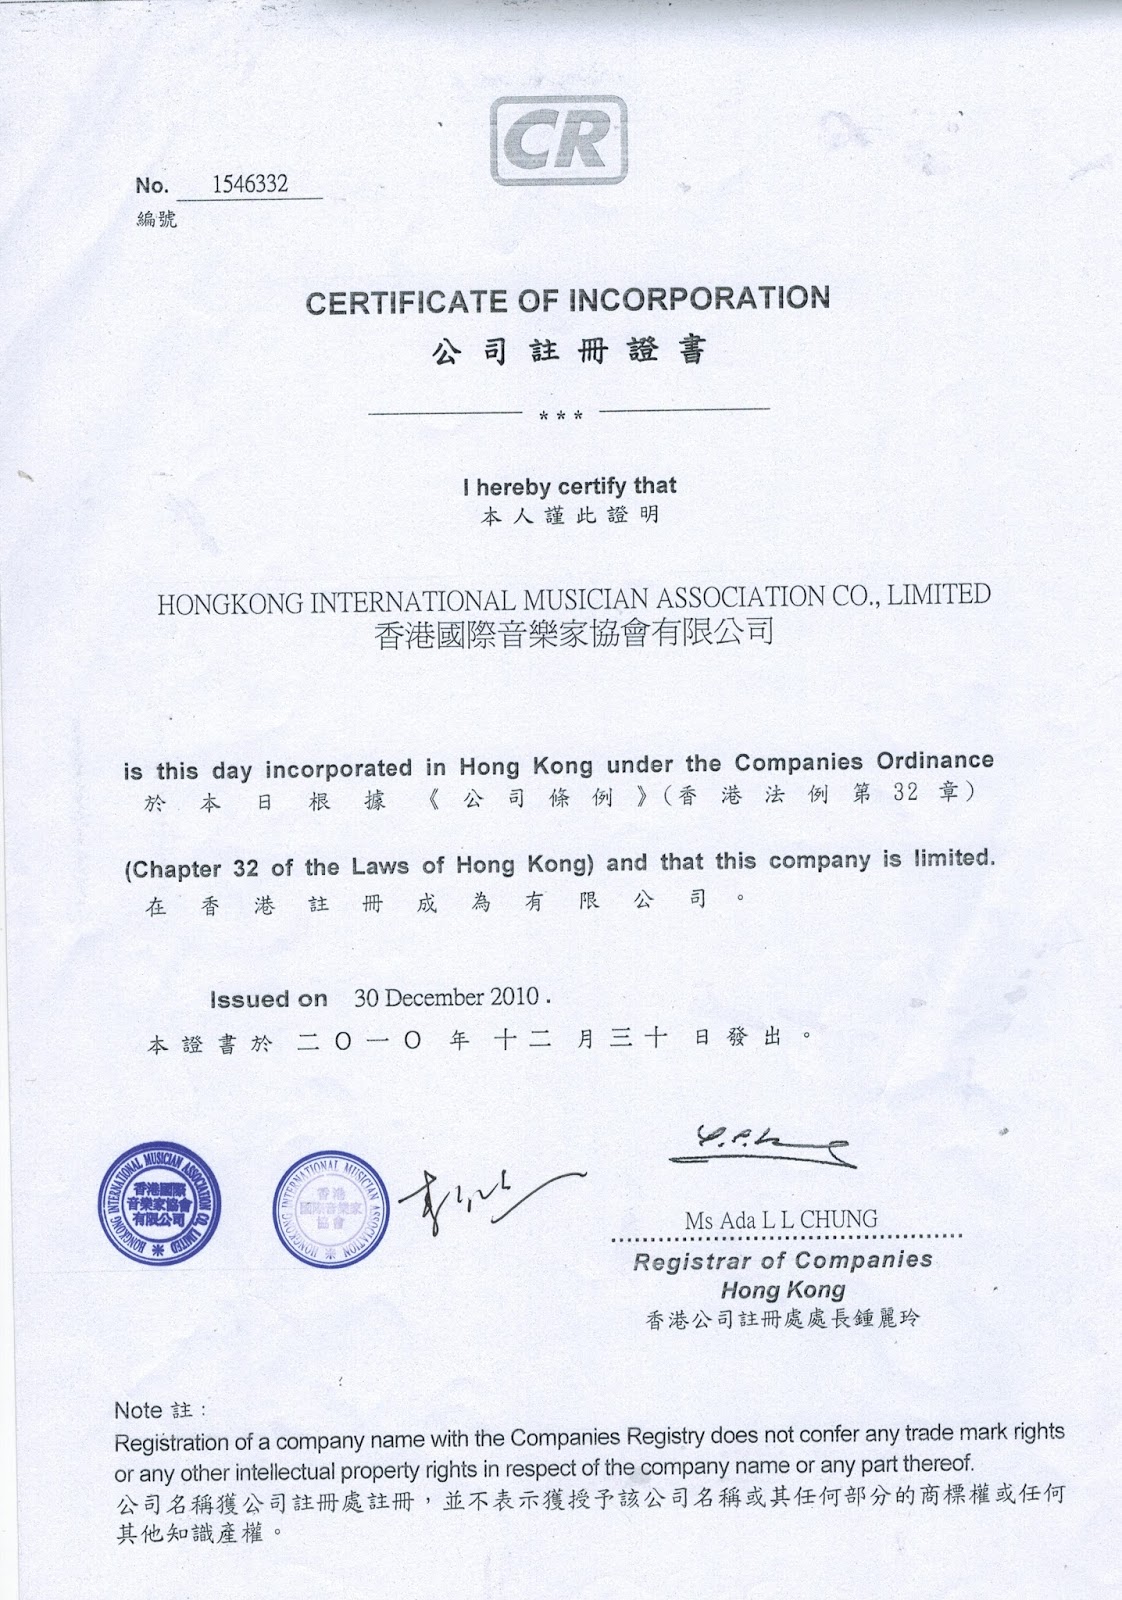 CR
No. 1546332
編號
CERTIFICATE OF INCORPORATION
公司註冊證書
***
I hereby certify that
本人謹此證明
HONGKONG INTERNATIONAL MUSICIAN ASSOCIATION CO., LIMITED
香港國際音樂家協會有限公司
is this day incorporated in Hong Kong under the Companies Ordinance
於本日根據《公司條例》(香港法例第32章)
(Chapter 32 of the Laws of Hong Kong) and that this company is limited.
在香港註冊成為有限公司。
Issued on 30 December 2010.
本證書於二〇一〇年十二月三十日發出。
HONGKONG INTERNATIONAL MUSICIAN ASSOCIATION CO., LIMITED
香港國際
音樂家協會
有限公司
HONGKONG INTERNATIONAL MUSICIAN ASSOCIATION
香港
國際音樂家
協會
Ms Ada L L CHUNG
Registrar of Companies
Hong Kong
香港公司註冊處處長鍾麗玲
Note 註:
Registration of a company name with the Companies Registry does not confer any trade mark rights
or any other intellectual property rights in respect of the company name or any part thereof.
公司名稱獲公司註冊處註冊，並不表示獲授予該公司名稱或其任何部分的商標權或任何
其他知識產權。